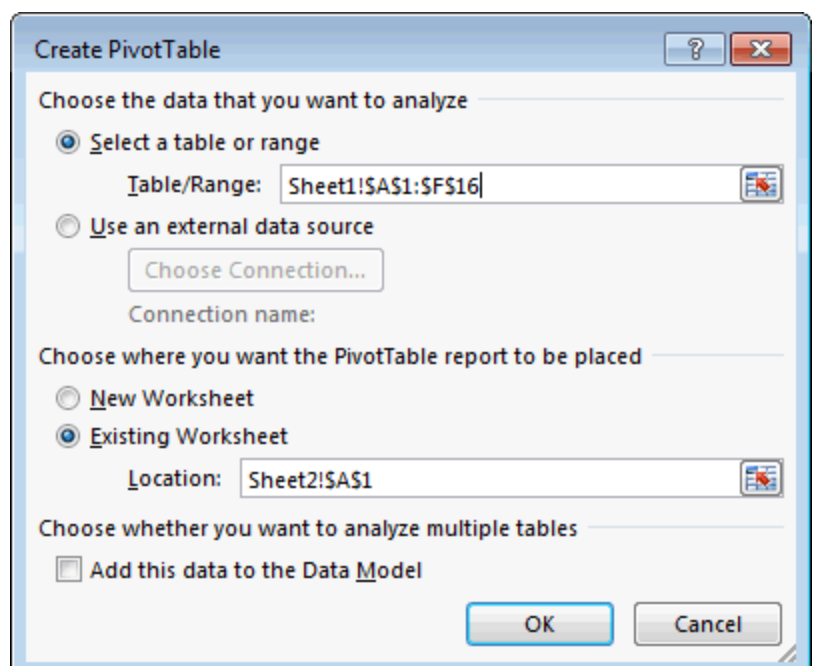 Create PivotTable
?
Choose the data that you want to analyze
Select a table or range
Table/Range: Sheet1!$A$1:$F$16
Use an external data source
Choose Connection...
Connection name:
Choose where you want the PivotTable report to be placed
New Worksheet
Existing Worksheet
Location: Sheet2!$A$1
Choose whether you want to analyze multiple tables
Add this data to the Data Model
OK Cancel